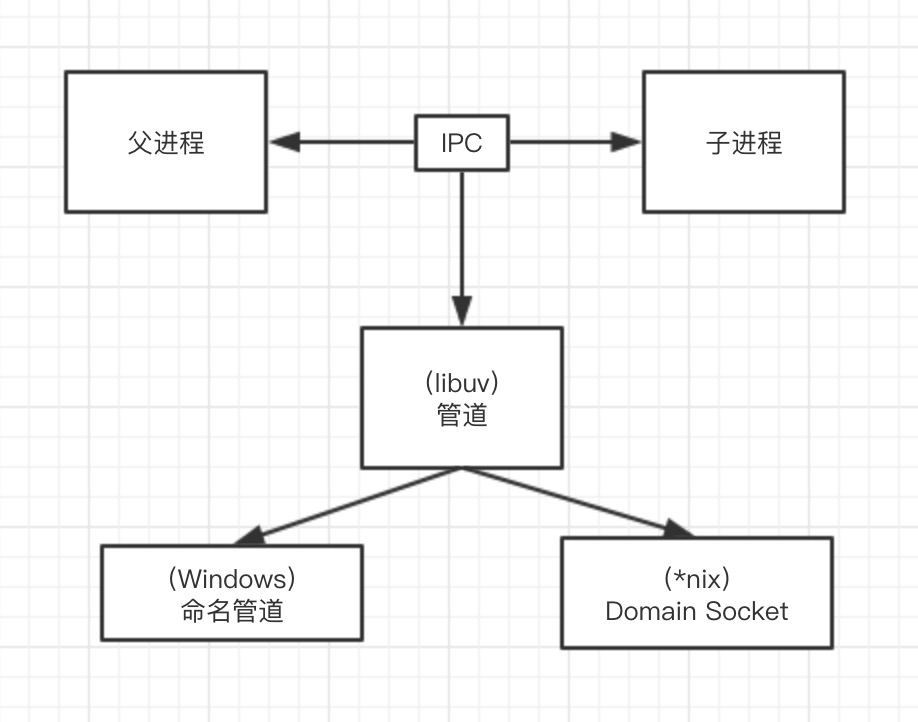 父进程
IPC
子进程
(libuv)
管道
(Windows)
命名管道
(*nix)
Domain Socket